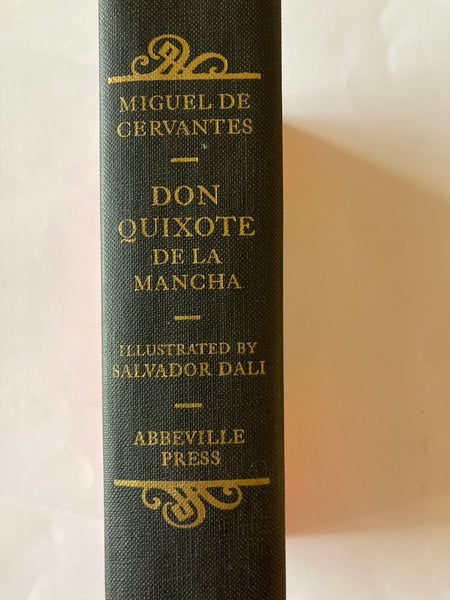 MIGUEL DE
CERVANTES
DON
QUIXOTE
DE LA
MANCHA
ILLUSTRATED BY
SALVADOR DALI
ABBEVILLE
PRESS